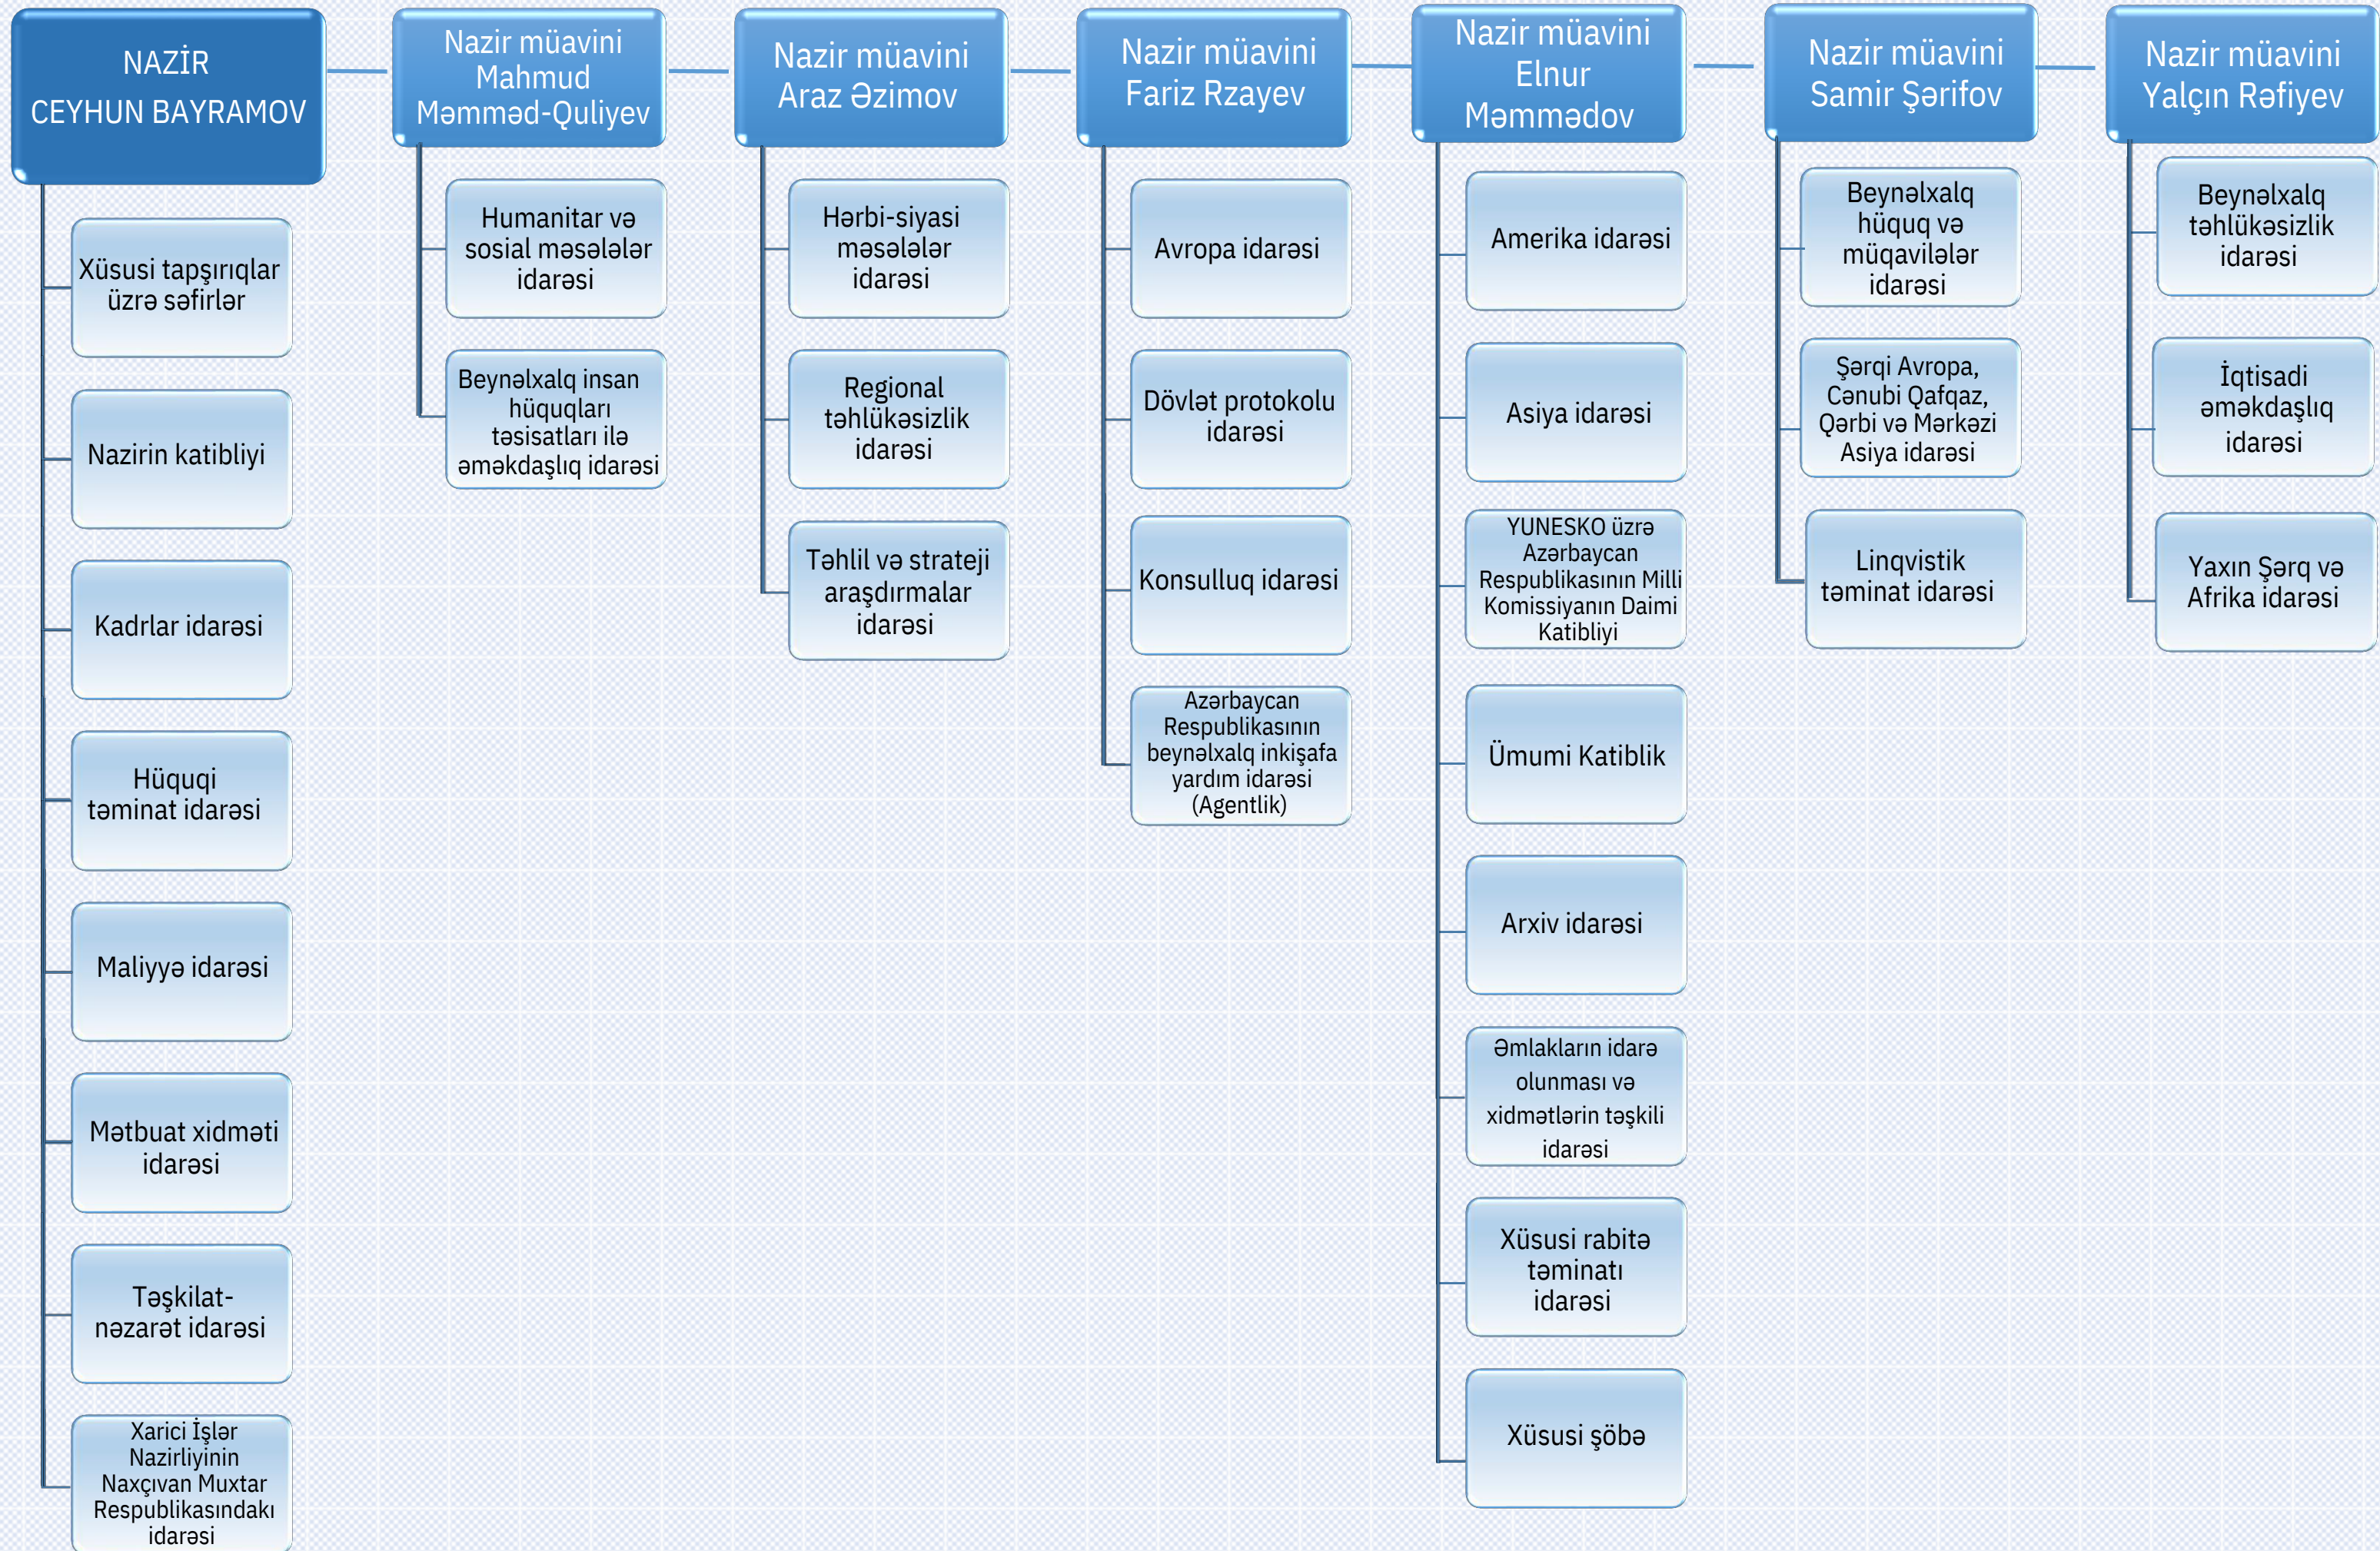 NAZİR
CEYHUN BAYRAMOV
Xüsusi tapşırıqlar
üzrə səfirlər
Nazirin katibliyi
Kadrlar idarəsi
Hüquqi
təminat idarəsi
Maliyyə idarəsi
Mətbuat xidməti
idarəsi
Təşkilat-
nəzarət idarəsi
Xarici İşlər
Nazirliyinin
Naxçıvan Muxtar
Respublikasındakı
idarəsi
Nazir müavini
Mahmud
Məmməd-Quliyev
Humanitar və
sosial məsələlər
idarəsi
Beynəlxalq insan
hüquqları
təsisatları ilə
əməkdaşlıq idarəsi
Nazir müavini
Araz Əzimov
Hərbi-siyasi
məsələlər
idarəsi
Regional
təhlükəsizlik
idarəsi
Təhlil və strateji
araşdırmalar
idarəsi
Nazir müavini
Fariz Rzayev
Avropa idarəsi
Dövlət protokolu
idarəsi
Konsulluq idarəsi
Azərbaycan
Respublikasının
beynəlxalq inkişafa
yardım idarəsi
(Agentlik)
Nazir müavini
Elnur
Məmmədov
Amerika idarəsi
Asiya idarəsi
YUNESKO üzrə
Azərbaycan
Respublikasının Milli
Komissiyanın Daimi
Katibliyi
Ümumi Katiblik
Arxiv idarəsi
Əmlakların idarə
olunması və
xidmətlərin təşkili
idarəsi
Xüsusi rabitə
təminatı
idarəsi
Xüsusi şöbə
Nazir müavini
Samir Şərifov
Beynəlxalq
hüquq və
müqavilələr
idarəsi
Şərqi Avropa,
Cənubi Qafqaz,
Qərbi və Mərkəzi
Asiya idarəsi
Linqvistik
təminat idarəsi
Nazir müavini
Yalçın Rəfiyev
Beynəlxalq
təhlükəsizlik
idarəsi
İqtisadi
əməkdaşlıq
idarəsi
Yaxın Şərq və
Afrika idarəsi